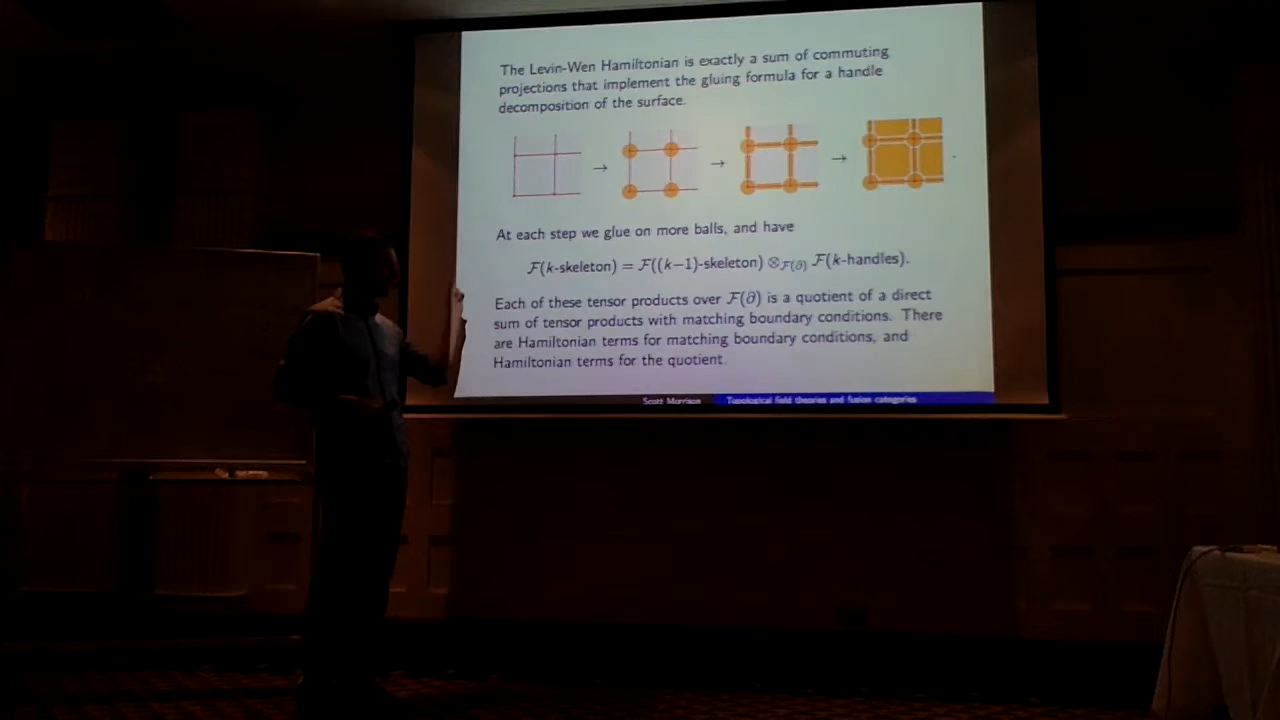 The Levin-Wen Hamiltonian is exactly a sum of commuting
projections that implement the gluing formula for a handle
decomposition of the surface.
→ → → .
At each step we glue on more balls, and have
F(k-skeleton) = F((k−1)-skeleton) ⊗_F(∂) F(k-handles).
Each of these tensor products over F(∂) is a quotient of a direct
sum of tensor products with matching boundary conditions. There
are Hamiltonian terms for matching boundary conditions, and
Hamiltonian terms for the quotient.
Scott Morrison Topological field theories and fusion categories